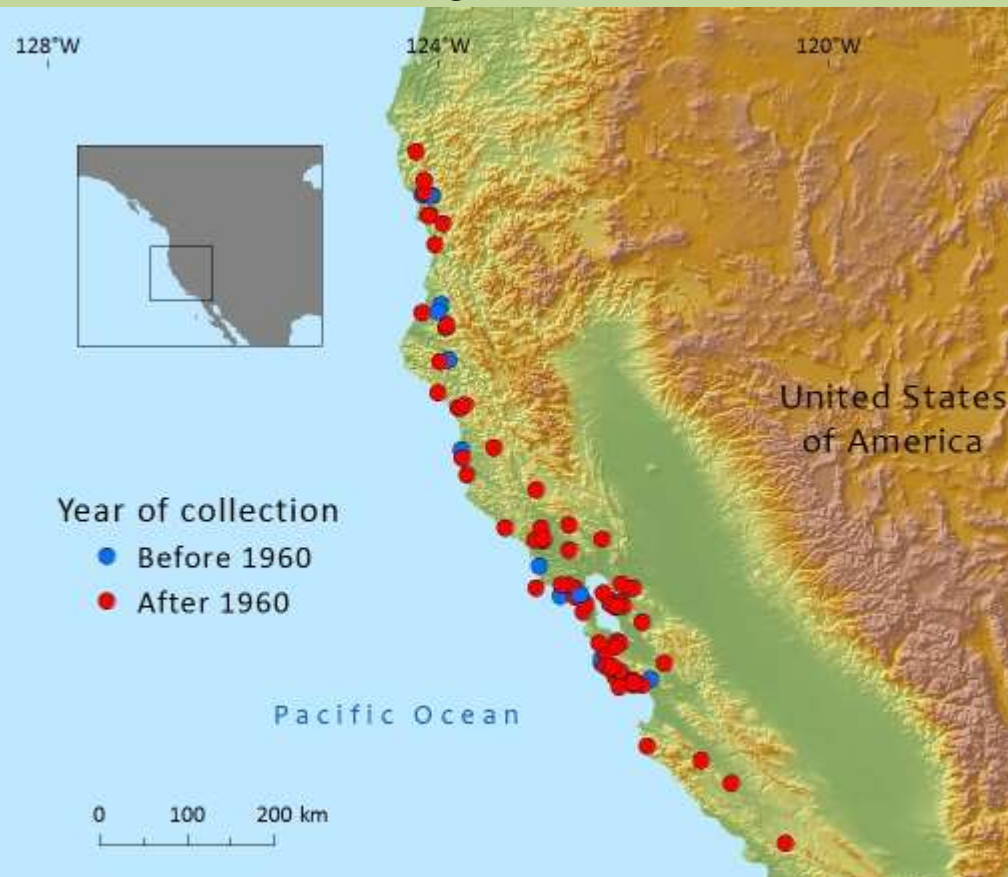 128°W
124°W
120°W
United States
of America
Year of collection
Before 1960
After 1960
Pacific Ocean
0 100 200 km